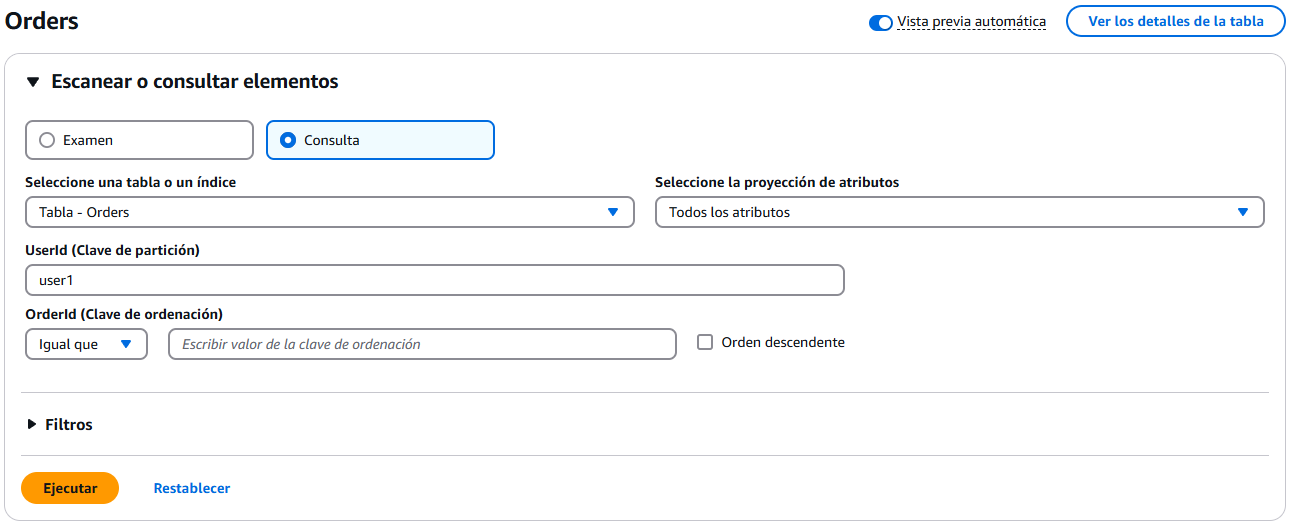 Orders
Vista previa automática
Ver los detalles de la tabla
Escanear o consultar elementos
Examen
Consulta
Seleccione una tabla o un índice
Seleccione la proyección de atributos
Tabla - Orders
Todos los atributos
UserId (Clave de partición)
user1
OrderId (Clave de ordenación)
Igual que
Escribir valor de la clave de ordenación
Orden descendente
Filtros
Ejecutar
Restablecer